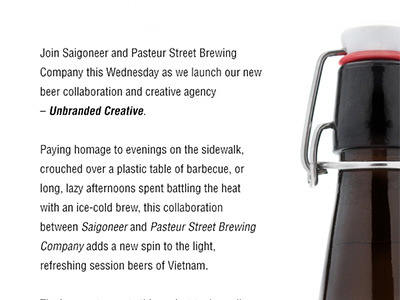 Join Saigoneer and Pasteur Street Brewing
Company this Wednesday as we launch our new
beer collaboration and creative agency
– Unbranded Creative.
Paying homage to evenings on the sidewalk,
crouched over a plastic table of barbecue, or
long, lazy afternoons spent battling the heat
with an ice-cold brew, this collaboration
between Saigoneer and Pasteur Street Brewing
Company adds a new spin to the light,
refreshing session beers of Vietnam.